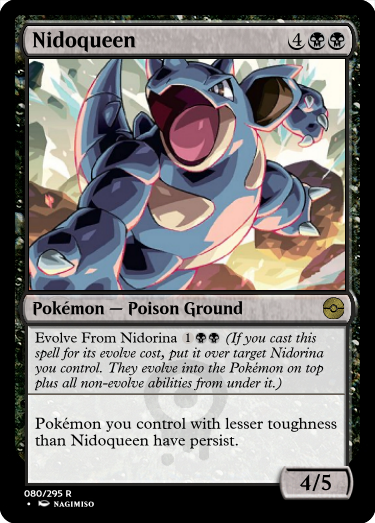 Nidoqueen 4
Pokémon — Poison Ground
Evolve From Nidorina 1 (If you cast this
spell for its evolve cost, put it over target Nidorina
you control. They evolve into the Pokémon on top
plus all non-evolve abilities from under it.)
Pokémon you control with lesser toughness
than Nidoqueen have persist.
4/5
080/295 R
• NAGIMISO